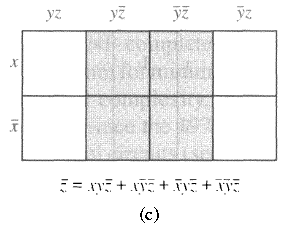 yz yz̄ ȳz̄ ȳz
x
x̄
z̄ = xyz̄ + xȳz̄ + x̄yz̄ + x̄ȳz̄
(c)